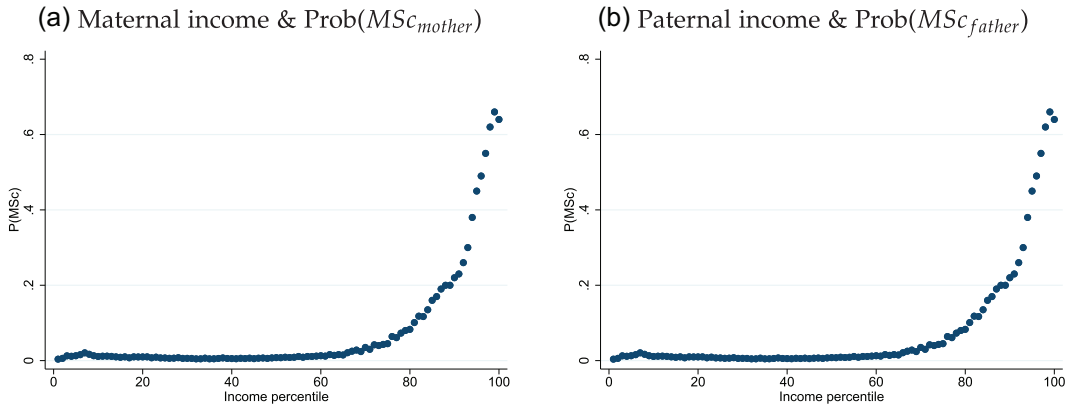 (a) Maternal income & Prob(MSc_mother)
.8
.6
.4
.2
0
P(MSc)
0 20 40 60 80 100
Income percentile
(b) Paternal income & Prob(MSc_father)
.8
.6
.4
.2
0
P(MSc)
0 20 40 60 80 100
Income percentile